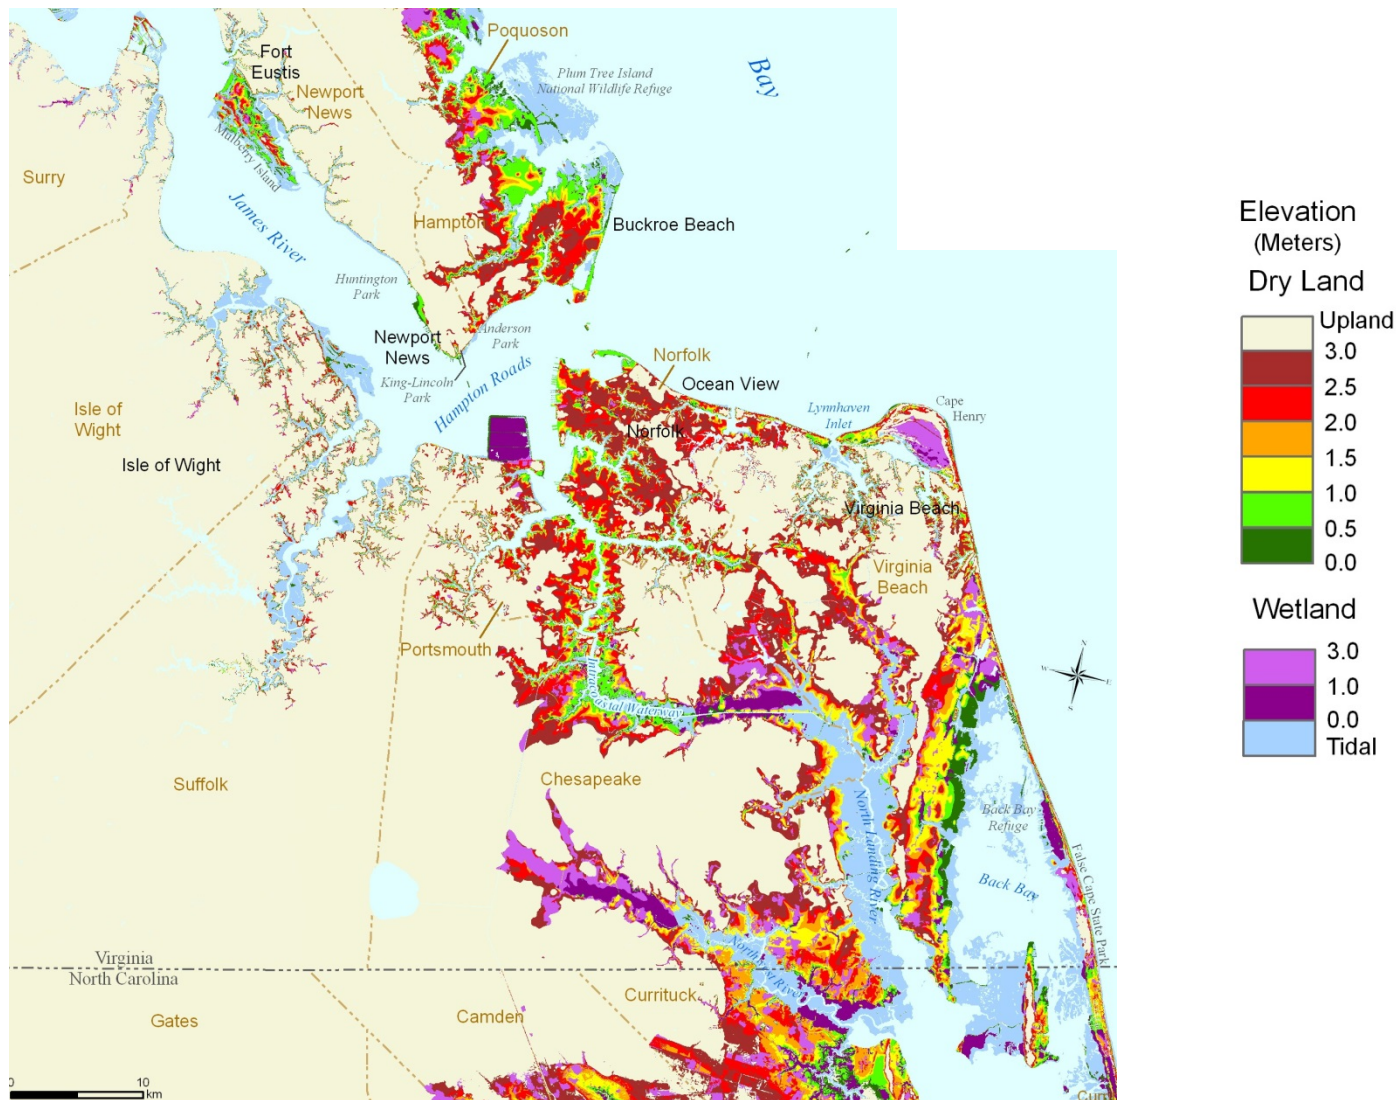 Poquoson
Fort
Eustis
Plum Tree Island
National Wildlife Refuge
Bay
Newport
News
Mulberry Island
Surry
James River
Hampton
Buckroe Beach
Huntington
Park
Newport
News
Anderson
Park
King-Lincoln
Park
Hampton Roads
Norfolk
Ocean View
Lynnhaven
Inlet
Cape
Henry
Isle of
Wight
Isle of Wight
Norfolk
Virginia Beach
Virginia
Beach
Portsmouth
Intracoastal Waterway
N
W
E
Suffolk
Chesapeake
North Landing River
Back Bay
Refuge
Back Bay
False Cape State Park
Northwest River
Virginia
North Carolina
Gates
Camden
Currituck
0
10
km
Elevation
(Meters)
Dry Land
Upland
3.0
2.5
2.0
1.5
1.0
0.5
0.0
Wetland
3.0
1.0
0.0
Tidal